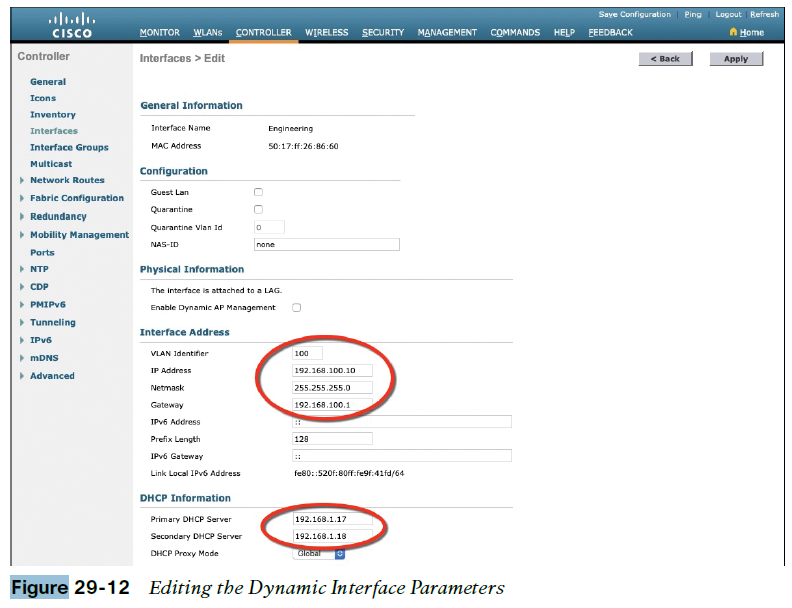 Save Configuration | Ping | Logout | Refresh
CISCO
MONITOR WLANs CONTROLLER WIRELESS SECURITY MANAGEMENT COMMANDS HELP FEEDBACK Home
Controller
General
Icons
Inventory
Interfaces
Interface Groups
Multicast
Network Routes
Fabric Configuration
Redundancy
Mobility Management
Ports
NTP
CDP
PMIPv6
Tunneling
IPv6
mDNS
Advanced
Interfaces > Edit
< Back Apply
General Information
Interface Name Engineering
MAC Address 50:17:ff:26:86:60
Configuration
Guest Lan
Quarantine
Quarantine Vlan Id 0
NAS-ID none
Physical Information
The interface is attached to a LAG.
Enable Dynamic AP Management
Interface Address
VLAN Identifier 100
IP Address 192.168.100.10
Netmask 255.255.255.0
Gateway 192.168.100.1
IPv6 Address ::
Prefix Length 128
IPv6 Gateway ::
Link Local IPv6 Address fe80::520f:80ff:fe9f:41fd/64
DHCP Information
Primary DHCP Server 192.168.1.17
Secondary DHCP Server 192.168.1.18
DHCP Proxy Mode Global
Figure 29-12 Editing the Dynamic Interface Parameters